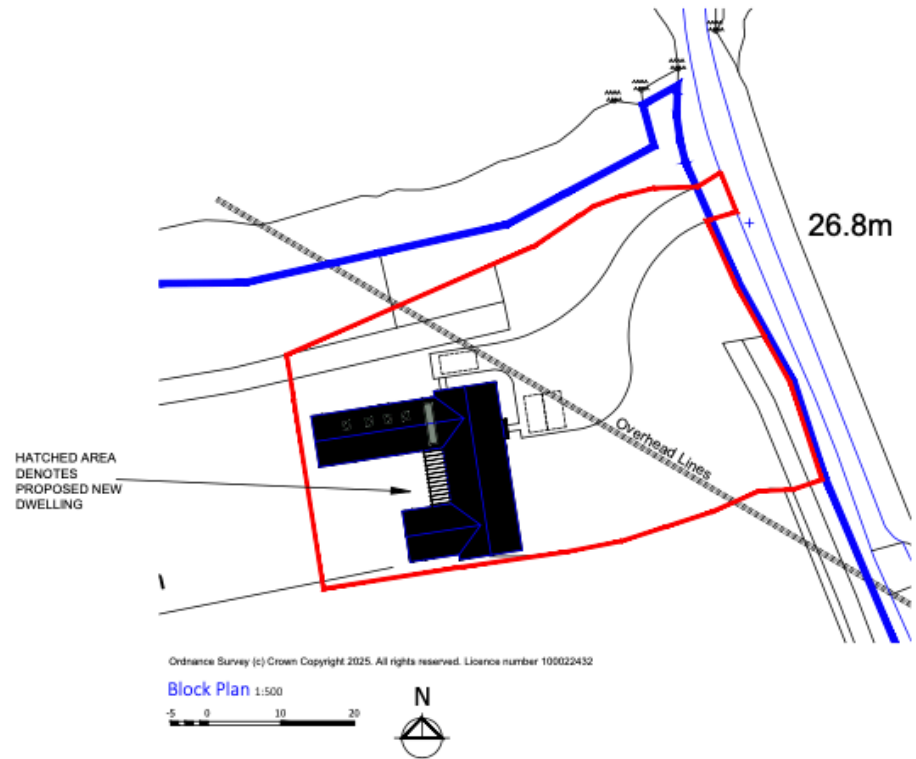 26.8m
Overhead Lines
HATCHED AREA
DENOTES
PROPOSED NEW
DWELLING
Ordnance Survey (c) Crown Copyright 2025. All rights reserved. Licence number 100022432
Block Plan 1:500
N
-5 0 10 20